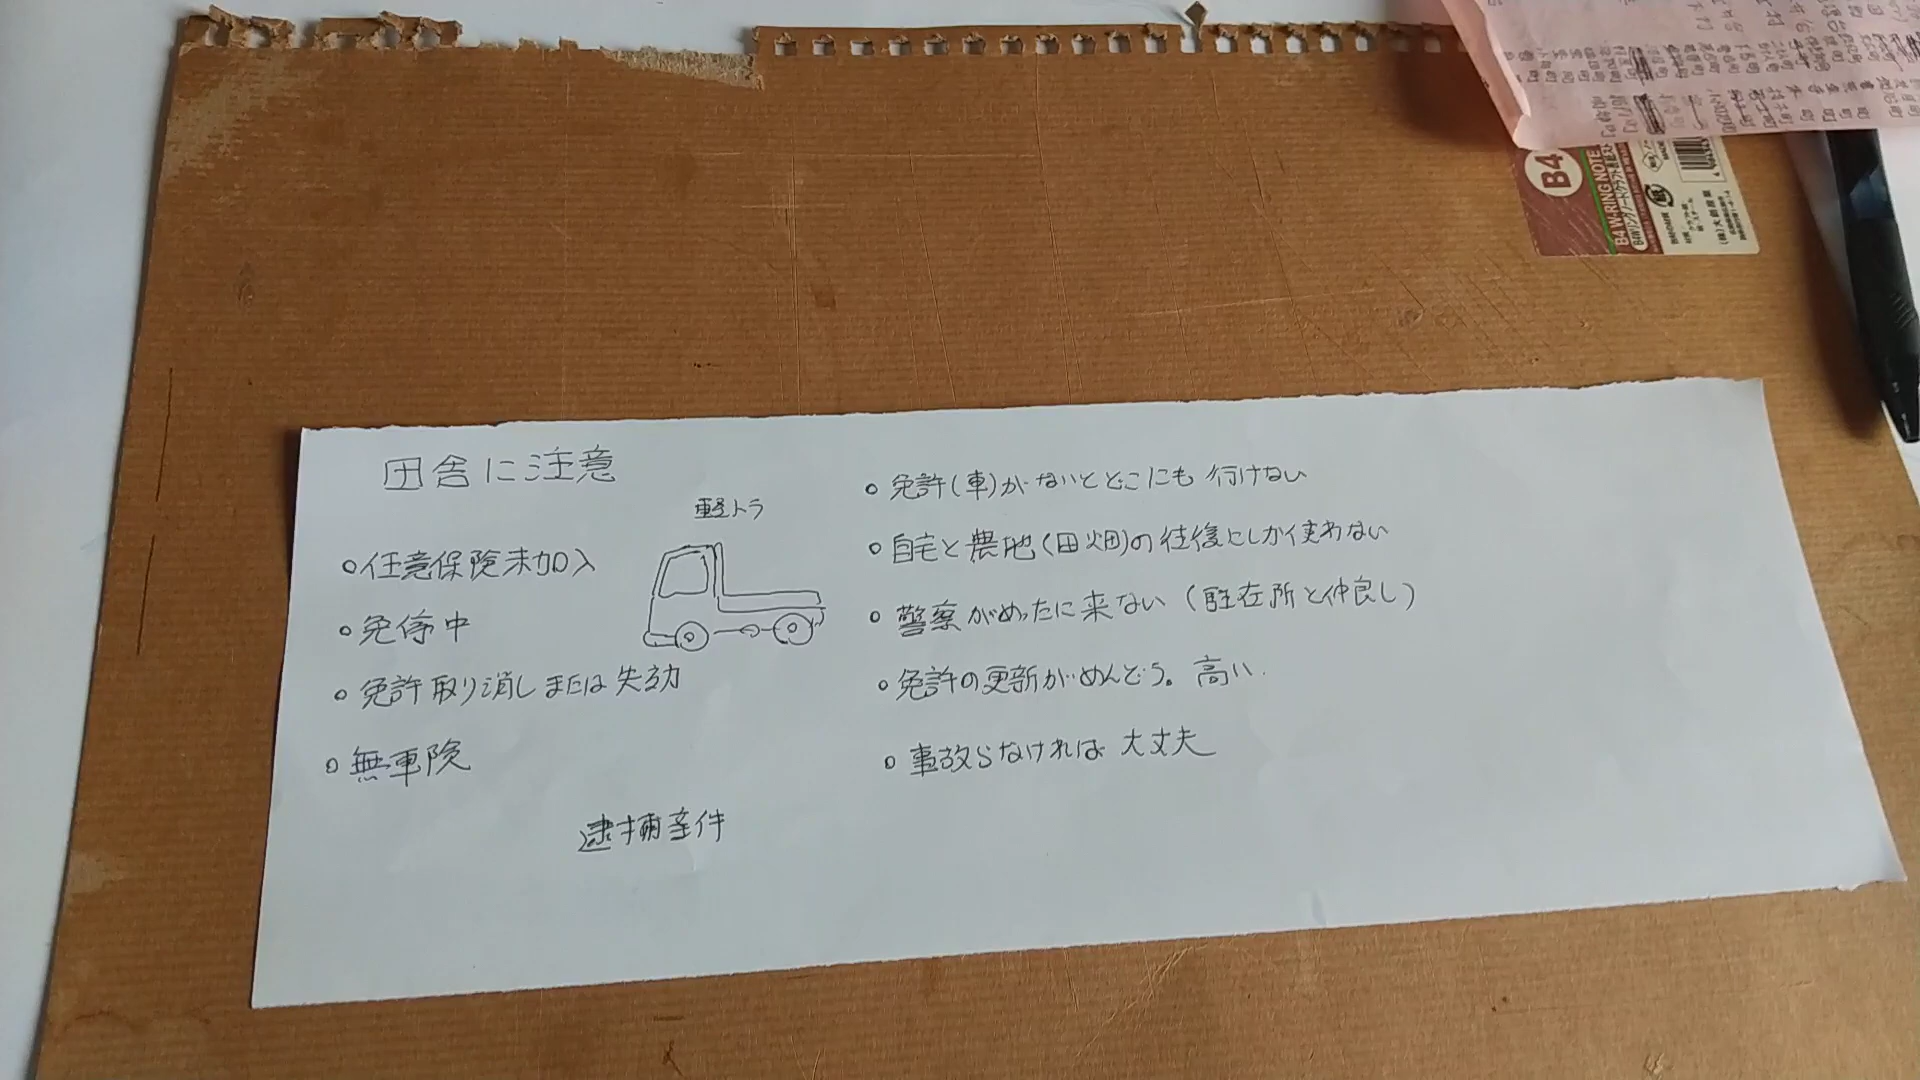 田舎に注意
軽トラ
○任意保険未加入
○免停中
○免許取り消しまたは失効
○無車険
逮捕案件
○免許(車)がないとどこにも行けない
○自宅と農地(田畑)の往復としか使わない
○警察がめったに来ない(駐在所と仲良し)
○免許の更新がめんどう。高い.
○事故らなければ大丈夫
B4
B4 W-RING NOTE